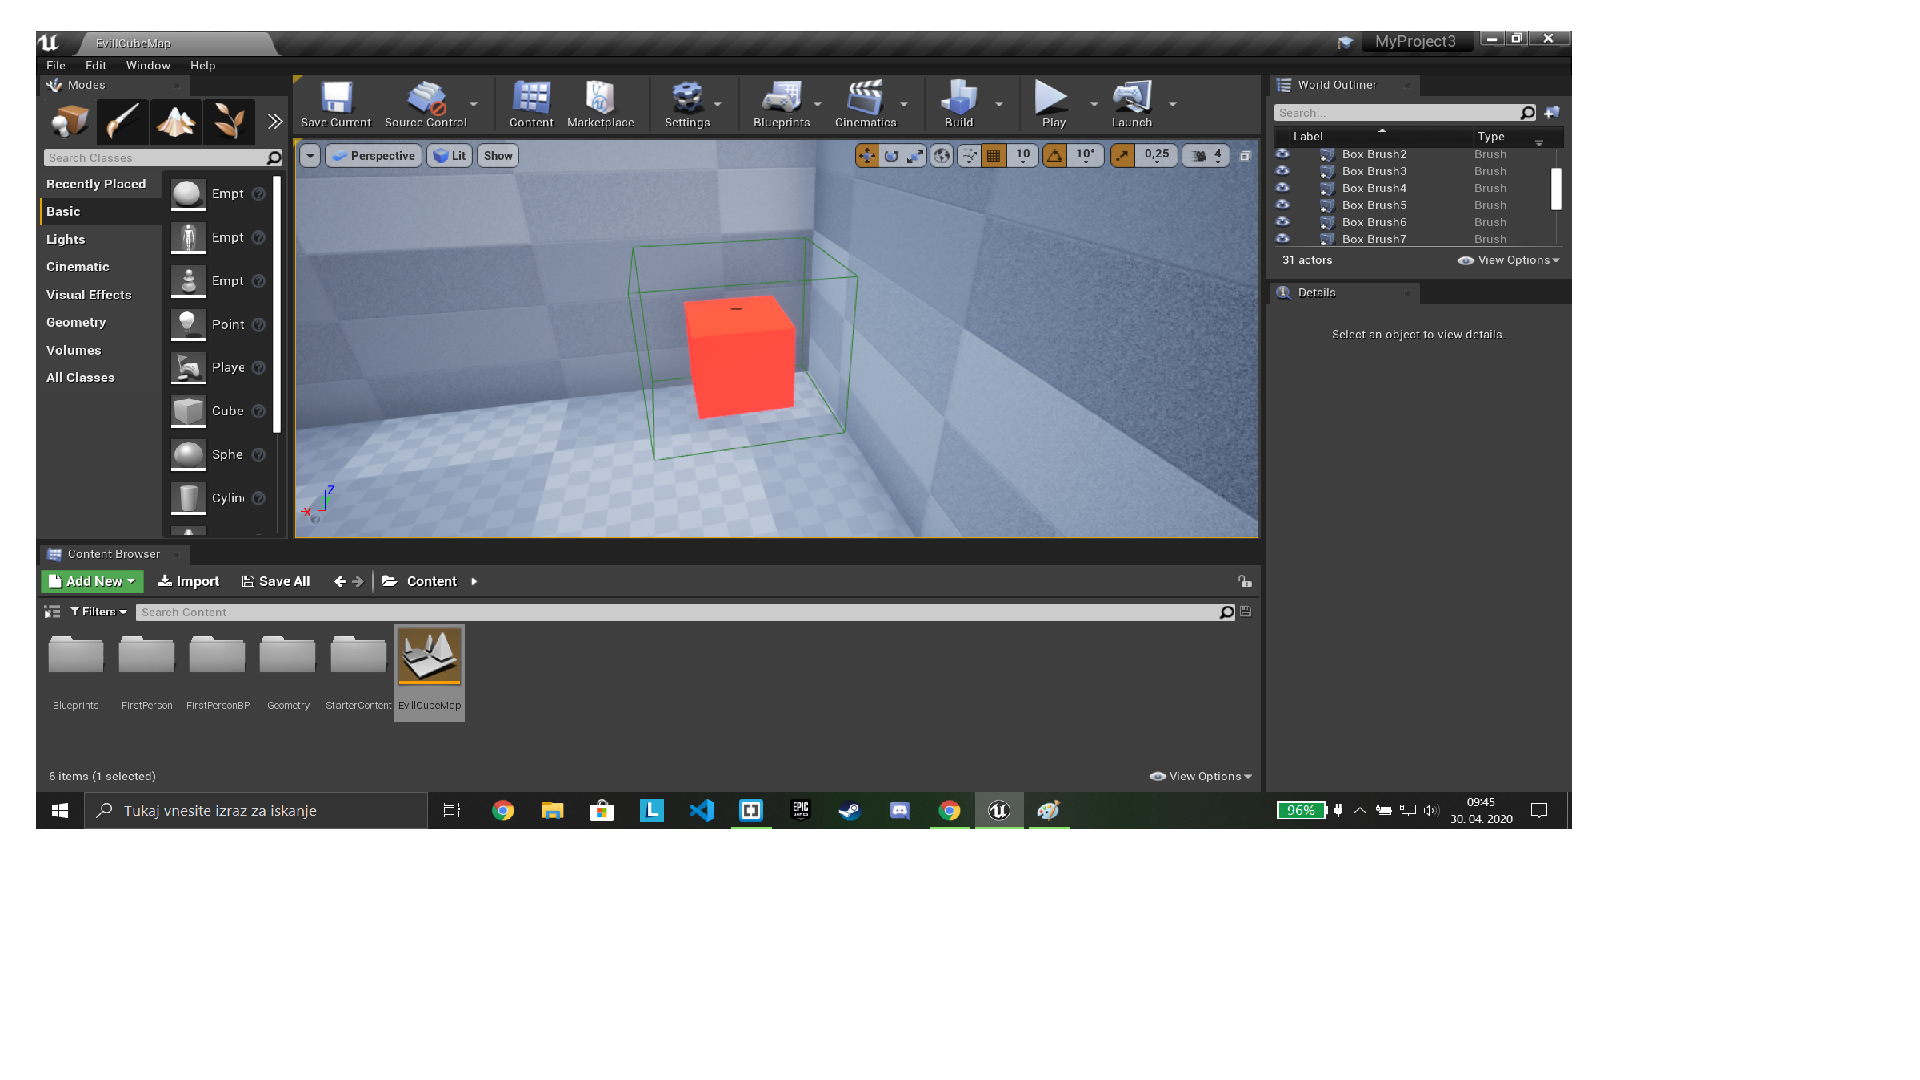 EvillCubeMap
MyProject3
File Edit Window Help
Modes
Search Classes
Recently Placed
Basic
Lights
Cinematic
Visual Effects
Geometry
Volumes
All Classes
Empt
Empt
Empt
Point
Playe
Cube
Sphe
Cylin
Save Current
Source Control
Content
Marketplace
Settings
Blueprints
Cinematics
Build
Play
Launch
Perspective
Lit
Show
10
10°
0,25
4
Z
X
World Outliner
Search...
Label Type
Box Brush2 Brush
Box Brush3 Brush
Box Brush4 Brush
Box Brush5 Brush
Box Brush6 Brush
Box Brush7 Brush
31 actors
View Options
Details
Select an object to view details.
Content Browser
Add New
Import
Save All
Content
Filters
Search Content
Blueprints
FirstPerson
FirstPersonBP
Geometry
StarterContent
EvillCubeMap
6 items (1 selected)
View Options
Tukaj vnesite izraz za iskanje
L
EPIC
GAMES
96%
09:45
30. 04. 2020